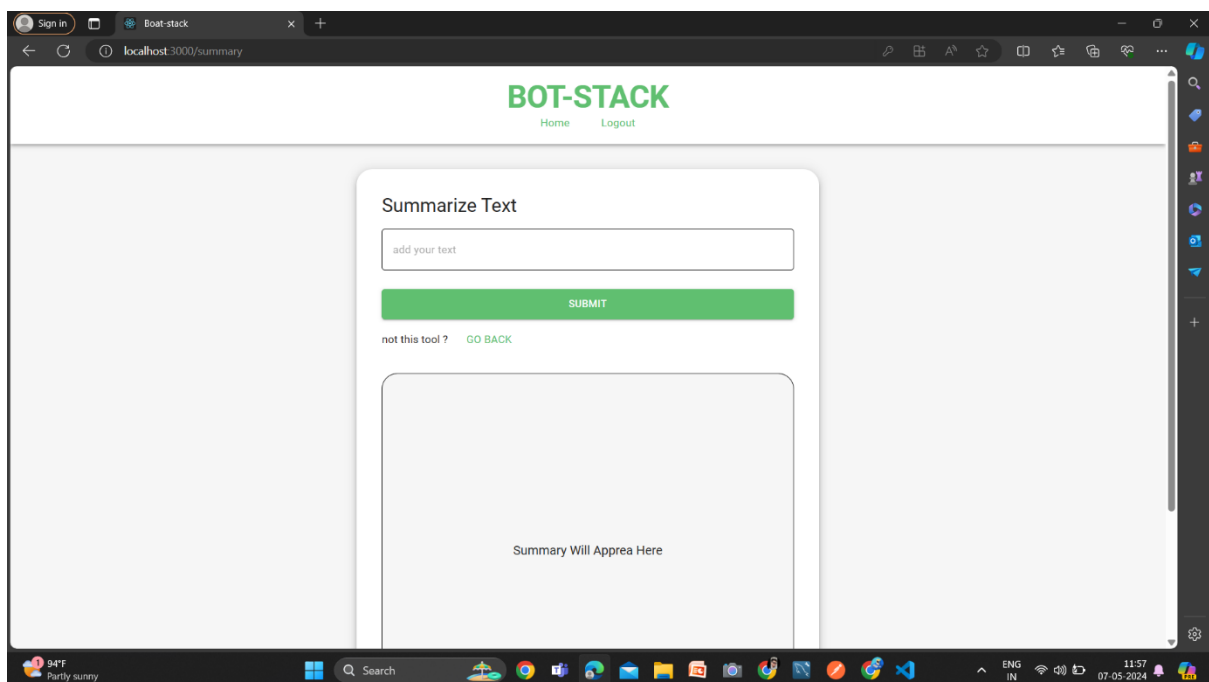 Sign in
Boat-stack
localhost:3000/summary
BOT-STACK
Home Logout
Summarize Text
add your text
SUBMIT
not this tool ? GO BACK
Summary Will Apprea Here
1
94°F
Partly sunny
Search
ENG
IN
11:57
07-05-2024